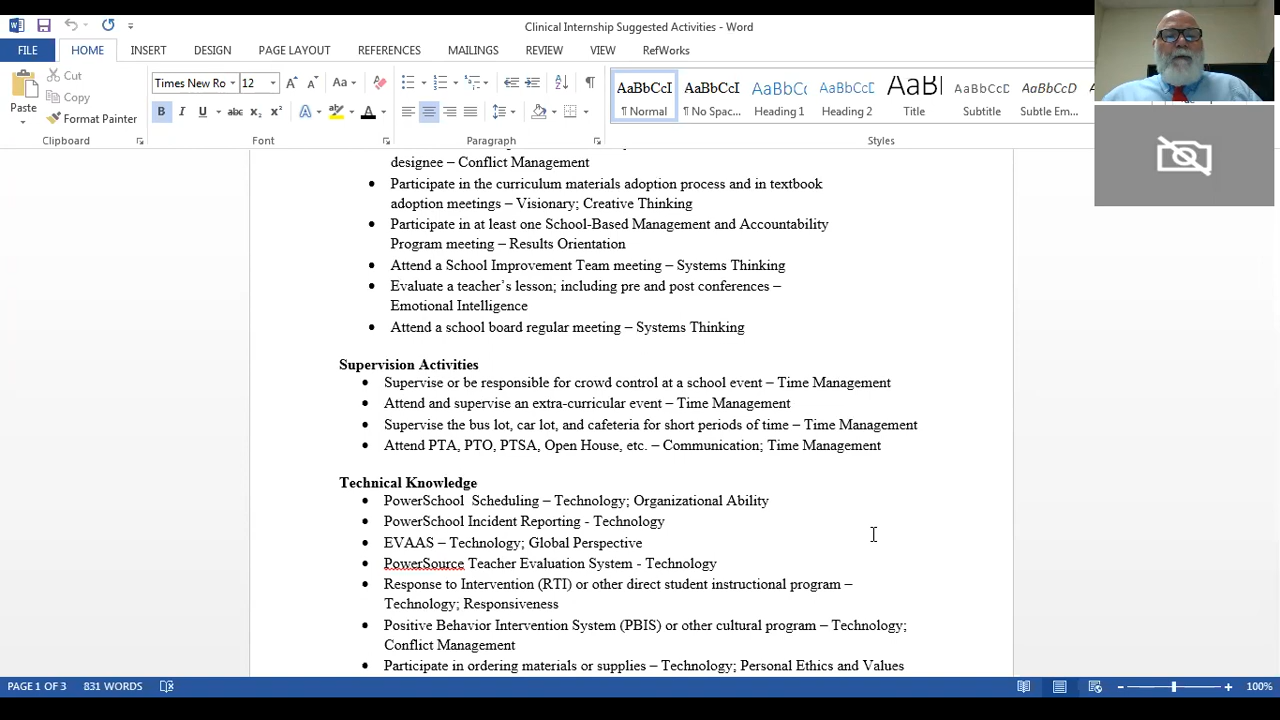 Clinical Internship Suggested Activities - Word
FILE HOME INSERT DESIGN PAGE LAYOUT REFERENCES MAILINGS REVIEW VIEW RefWorks
Paste
Cut
Copy
Format Painter
Clipboard
Times New Ro 12
Font
Paragraph
AaBbCcI AaBbCcI AaBbCc AaBbCcI AaBl AaBbCcD AaBbCcD
¶ Normal ¶ No Spac... Heading 1 Heading 2 Title Subtitle Subtle Em...
Styles
designee – Conflict Management
• Participate in the curriculum materials adoption process and in textbook
adoption meetings – Visionary; Creative Thinking
• Participate in at least one School-Based Management and Accountability
Program meeting – Results Orientation
• Attend a School Improvement Team meeting – Systems Thinking
• Evaluate a teacher's lesson; including pre and post conferences –
Emotional Intelligence
• Attend a school board regular meeting – Systems Thinking
Supervision Activities
• Supervise or be responsible for crowd control at a school event – Time Management
• Attend and supervise an extra-curricular event – Time Management
• Supervise the bus lot, car lot, and cafeteria for short periods of time – Time Management
• Attend PTA, PTO, PTSA, Open House, etc. – Communication; Time Management
Technical Knowledge
• PowerSchool  Scheduling – Technology; Organizational Ability
• PowerSchool Incident Reporting - Technology
• EVAAS – Technology; Global Perspective
• PowerSource Teacher Evaluation System - Technology
• Response to Intervention (RTI) or other direct student instructional program –
Technology; Responsiveness
• Positive Behavior Intervention System (PBIS) or other cultural program – Technology;
Conflict Management
• Participate in ordering materials or supplies – Technology; Personal Ethics and Values
PAGE 1 OF 3 831 WORDS 100%